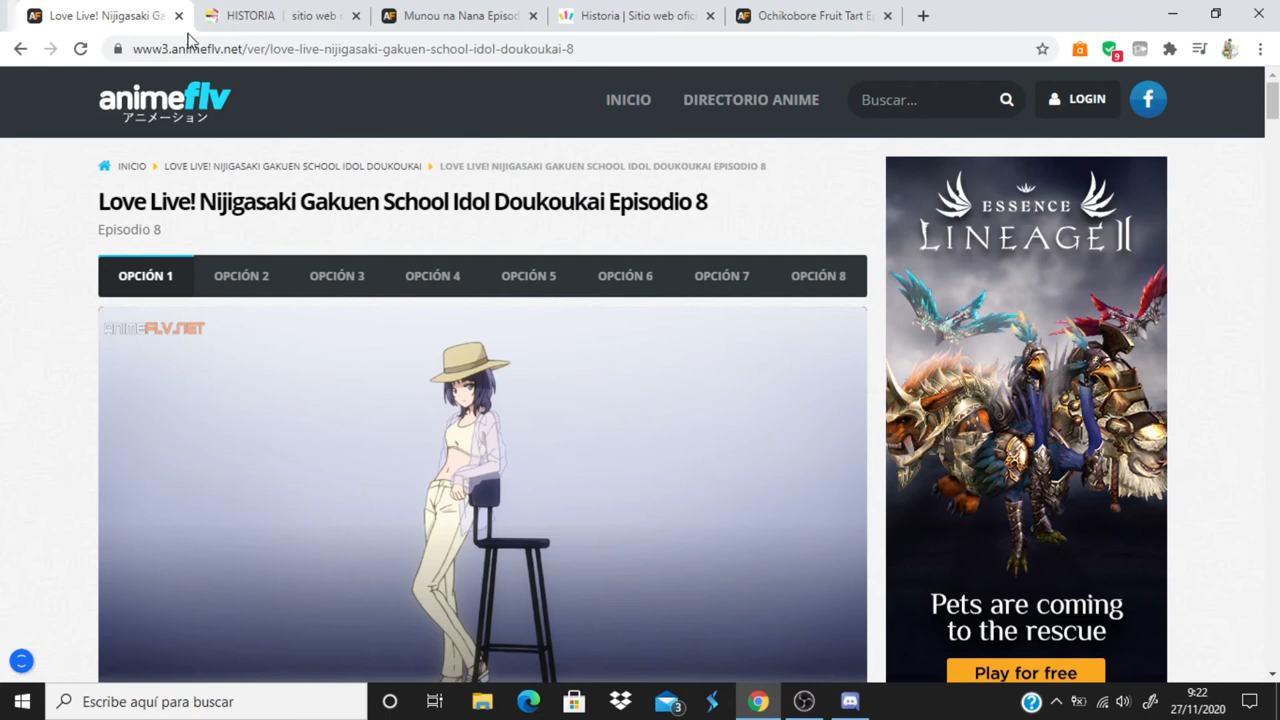 Love Live! Nijigasaki Ga
HISTORIA | sitio web o
Munou na Nana Episod
Historia | Sitio web ofic
Ochikobore Fruit Tart Ep
www3.animeflv.net/ver/love-live-nijigasaki-gakuen-school-idol-doukoukai-8
9
animeflv
アニメーション
INICIO
DIRECTORIO ANIME
Buscar...
LOGIN
INICIO LOVE LIVE! NIJIGASAKI GAKUEN SCHOOL IDOL DOUKOUKAI LOVE LIVE! NIJIGASAKI GAKUEN SCHOOL IDOL DOUKOUKAI EPISODIO 8
Love Live! Nijigasaki Gakuen School Idol Doukoukai Episodio 8
Episodio 8
OPCIÓN 1 OPCIÓN 2 OPCIÓN 3 OPCIÓN 4 OPCIÓN 5 OPCIÓN 6 OPCIÓN 7 OPCIÓN 8
ANIMEFLV.NET
ESSENCE
LINEAGE II
Pets are coming
to the rescue
Play for free
Escribe aquí para buscar
3
9:22
27/11/2020